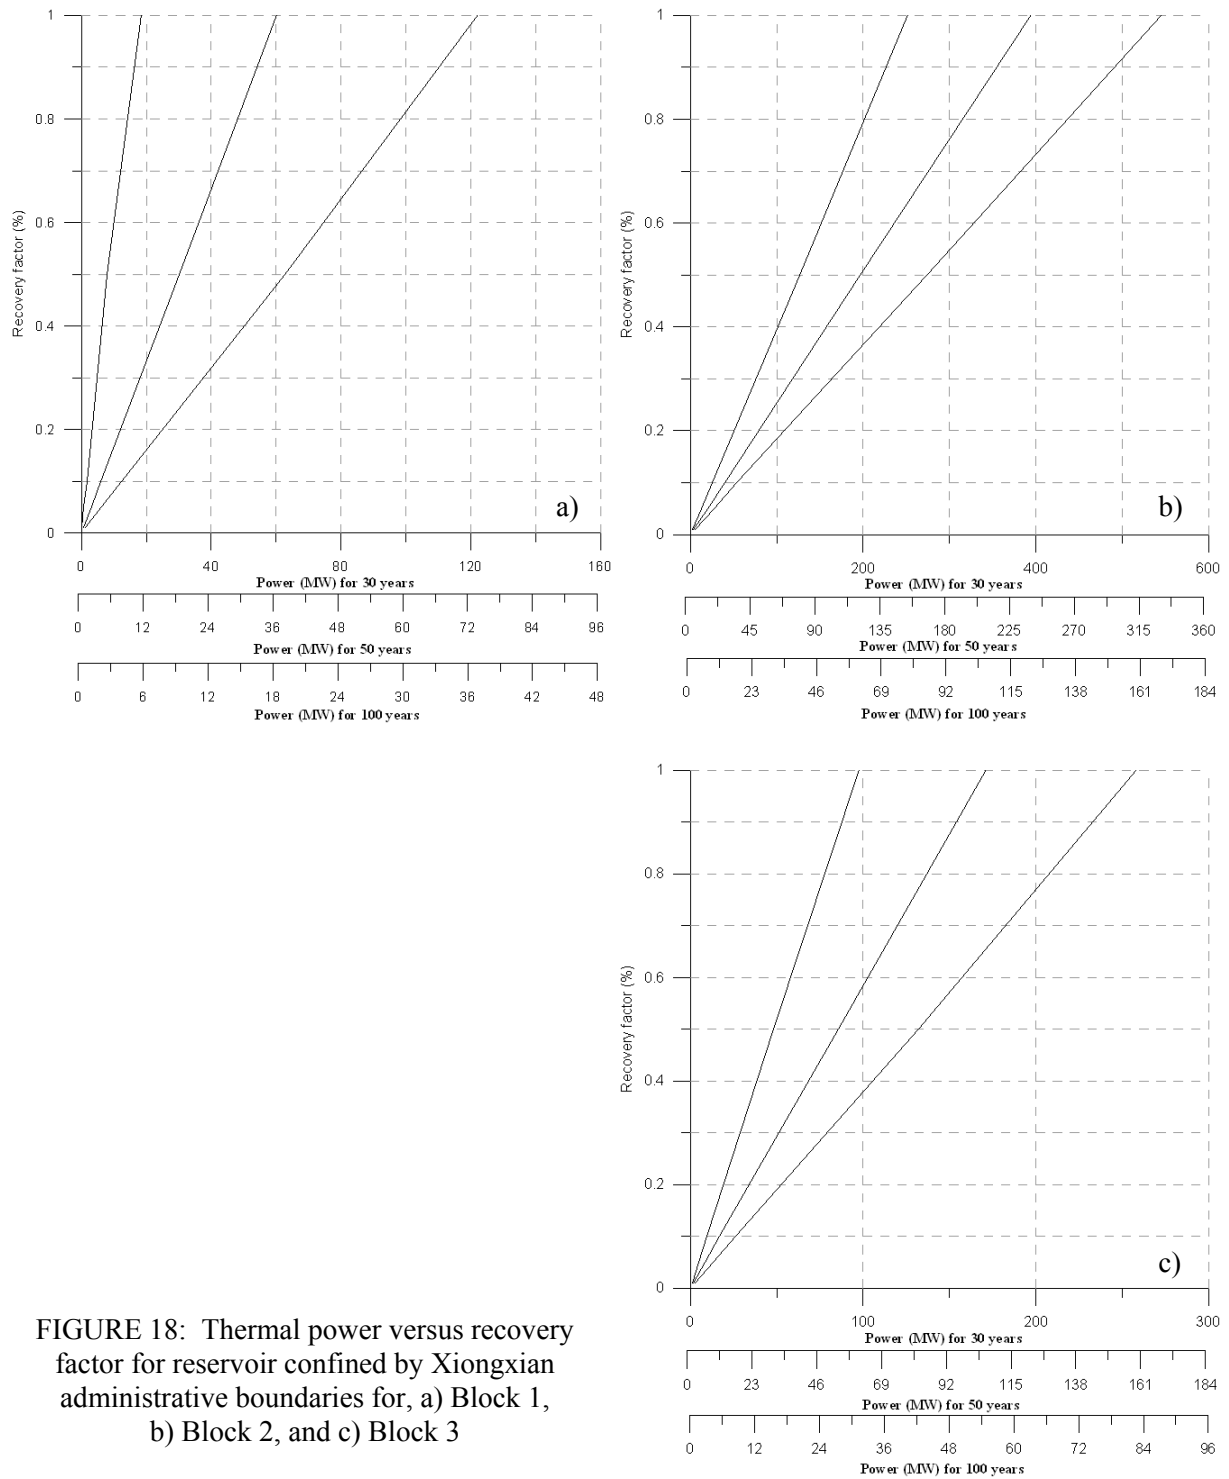 1
0.8
0.6
0.4
0.2
0
Recovery factor (%)
a)
0 40 80 120 160
Power (MW) for 30 years
0 12 24 36 48 60 72 84 96
Power (MW) for 50 years
0 6 12 18 24 30 36 42 48
Power (MW) for 100 years
1
0.8
0.6
0.4
0.2
0
Recovery factor (%)
b)
0 200 400 600
Power (MW) for 30 years
0 45 90 135 180 225 270 315 360
Power (MW) for 50 years
0 23 46 69 92 115 138 161 184
Power (MW) for 100 years
1
0.8
0.6
0.4
0.2
0
Recovery factor (%)
c)
0 100 200 300
Power (MW) for 30 years
0 23 46 69 92 115 138 161 184
Power (MW) for 50 years
0 12 24 36 48 60 72 84 96
Power (MW) for 100 years
FIGURE 18: Thermal power versus recovery
factor for reservoir confined by Xiongxian
administrative boundaries for, a) Block 1,
b) Block 2, and c) Block 3